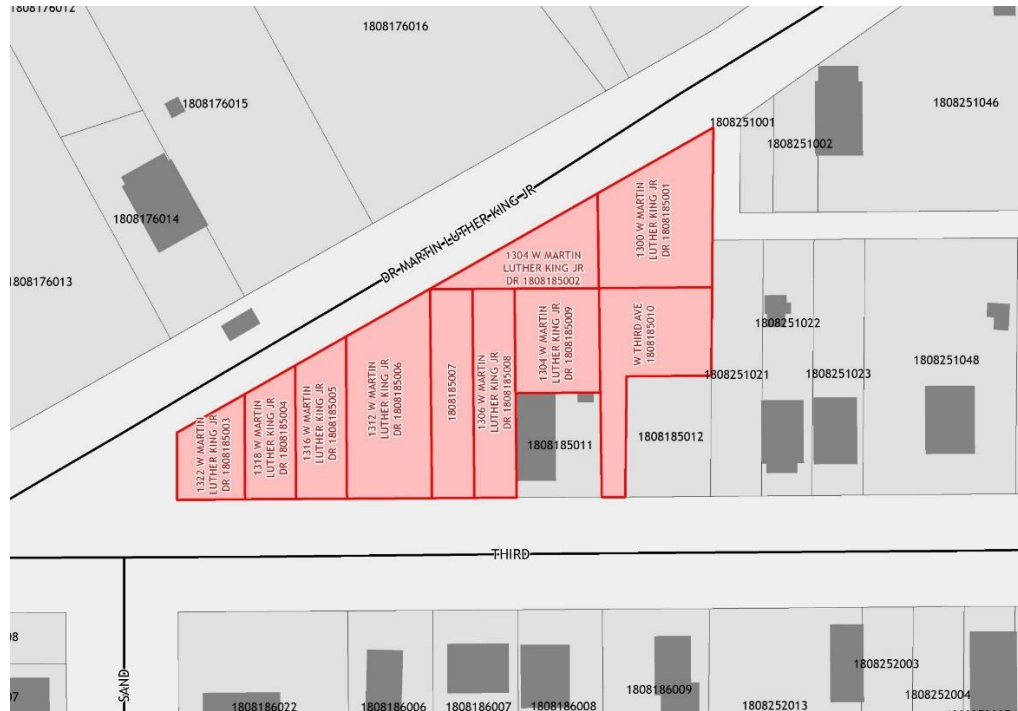 1808176012
1808176016
1808176015
1808251046
1808251001
1808251002
1808176014
1808176013
DR-MARTIN-LUTHER-KING-JR
1300 W MARTIN
LUTHER KING JR
DR 1808185001
1304 W MARTIN
LUTHER KING JR
DR 1808185002
W THIRD AVE
1808185010
1304 W MARTIN
LUTHER KING JR
DR 1808185009
1306 W MARTIN
LUTHER KING JR
DR 1808185008
1808185007
1312 W MARTIN
LUTHER KING JR
DR 1808185006
1316 W MARTIN
LUTHER KING JR
DR 1808185005
1318 W MARTIN
LUTHER KING JR
DR 1808185004
1322 W MARTIN
LUTHER KING JR
DR 1808185003
1808251022
1808251021
1808251023
1808251048
1808185011
1808185012
THIRD
SAND
08
07
1808186022
1808186006
1808186007
1808186008
1808186009
1808252013
1808252003
1808252004